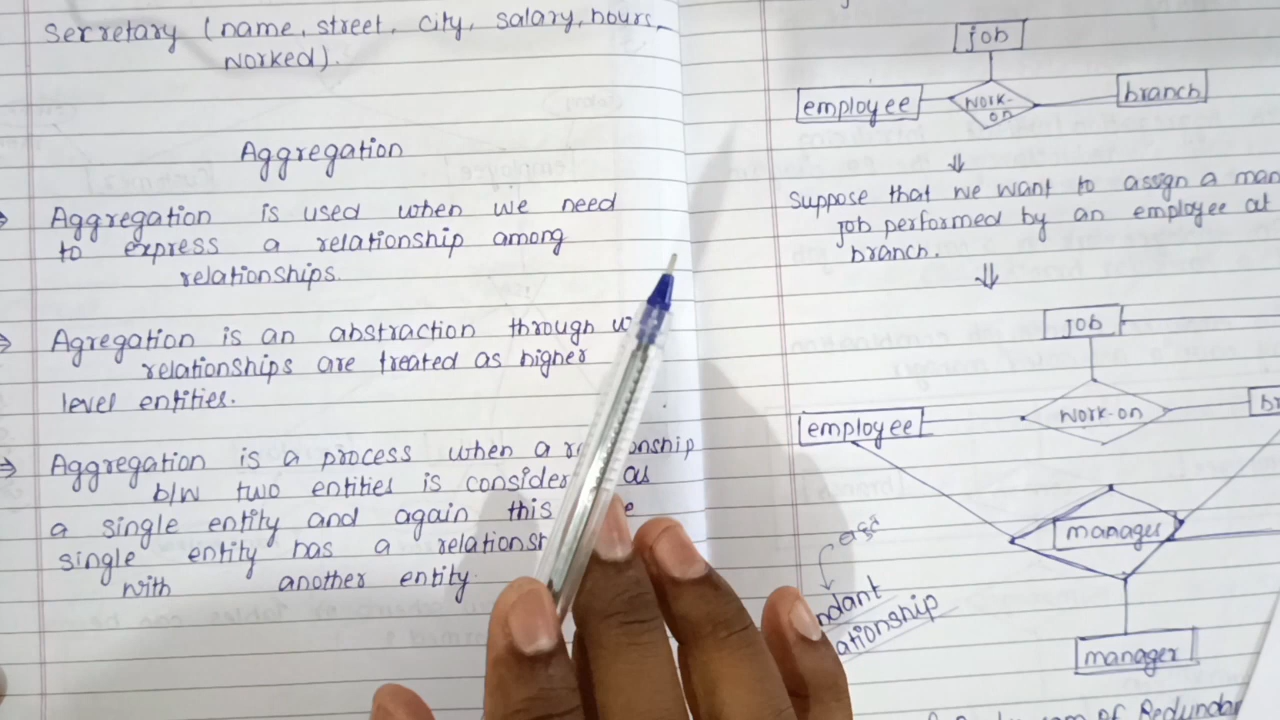 Secretary (name, street, city, salary, hours-
worked).
Aggregation
Aggregation is used when we need
to express a relationship among
relationships.
Agregation is an abstraction through
relationships are treated as higher
level entities.
Aggregation is a process when a
b/w two entities is consider as
a single entity and again this
single entity has a
with another entity.
job
employee
work-
on
branch
Suppose that we want to assign a
job performed by an employee at
branch.
job
work-on
employee
manages
manager